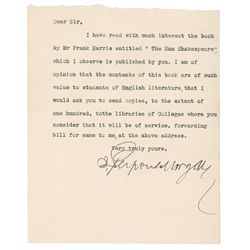 Dear Sir,
I have read with much interest the book
by Mr Frank Harris entitled " The Man Shakespeare",
which I observe is published by you. I am of
opinion that the contents of this book are of such value
to students of English literature, that I
would ask you to send copies, to the extent of
one hundred, to the libraries of Colleges where you
consider that it will be of service, forwarding
bill for same to me, at the above address.
Very truly yours,
J. Pierpont Morgan